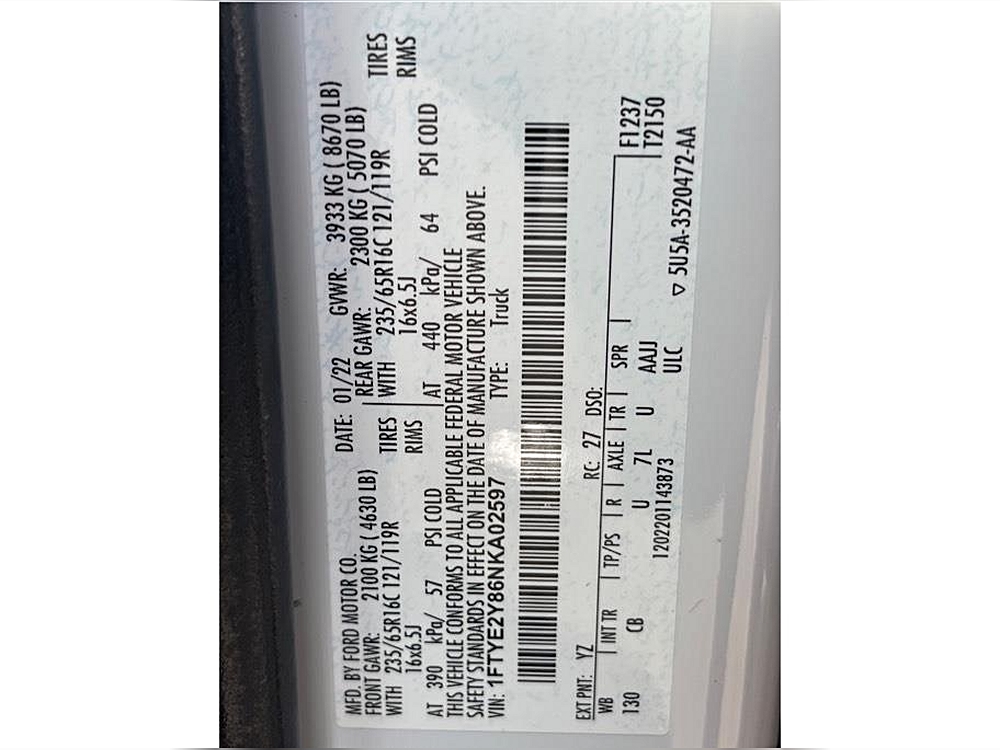 MFD. BY FORD MOTOR CO. DATE: 01/22 GVWR: 3933 KG ( 8670 LB)
FRONT GAWR: 2100 KG ( 4630 LB) REAR GAWR: 2300 KG ( 5070 LB)
WITH 235/65R16C 121/119R TIRES WITH 235/65R16C 121/119R TIRES
16x6.5J RIMS 16x6.5J RIMS
AT 390 kPa/ 57 PSI COLD AT 440 kPa/ 64 PSI COLD
THIS VEHICLE CONFORMS TO ALL APPLICABLE FEDERAL MOTOR VEHICLE
SAFETY STANDARDS IN EFFECT ON THE DATE OF MANUFACTURE SHOWN ABOVE.
VIN: 1FTYE2Y86NKA02597 TYPE: Truck
EXT PNT: YZ RC: 27 DSO:
WB INT TR TP/PS R AXLE TR SPR F1237
130 CB U 7L U AAJJ T2150
1202201143873 ULC 5U5A-3520472-AA